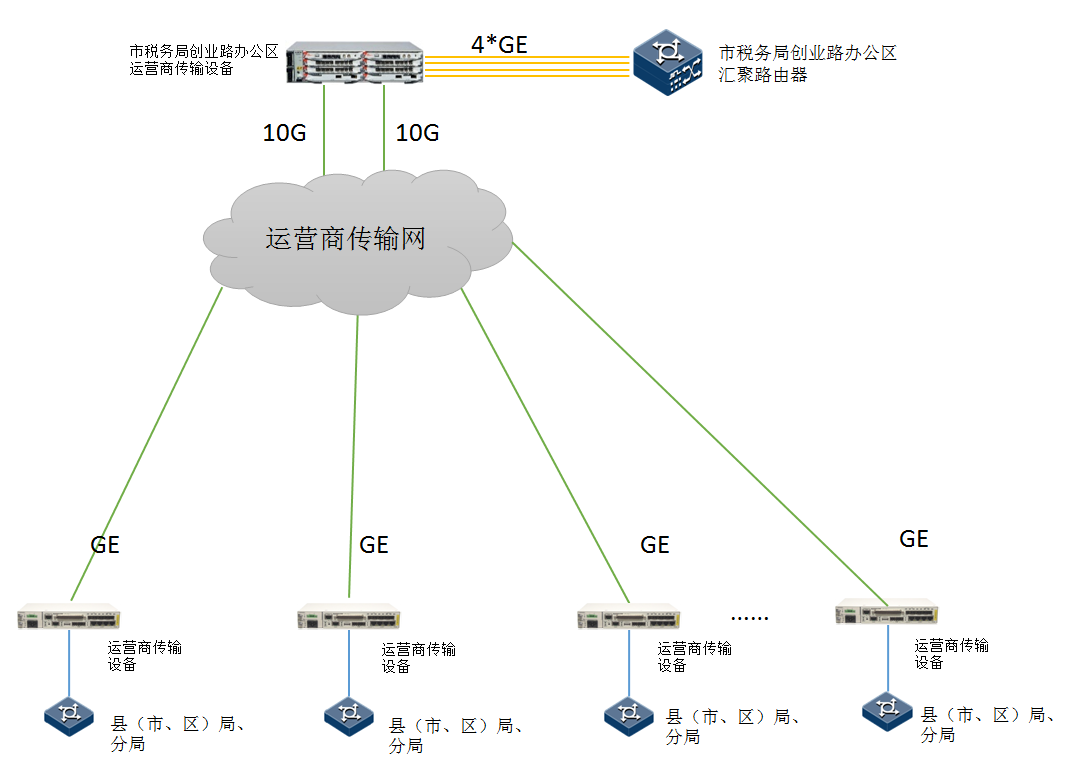 市税务局创业路办公区
运营商传输设备
4*GE
市税务局创业路办公区
汇聚路由器
10G
10G
运营商传输网
GE
GE
GE
GE
......
运营商传输
设备
运营商传输
设备
运营商传输
设备
运营商传输
设备
县（市、区）局、
分局
县（市、区）局、
分局
县（市、区）局、
分局
县（市、区）局、
分局